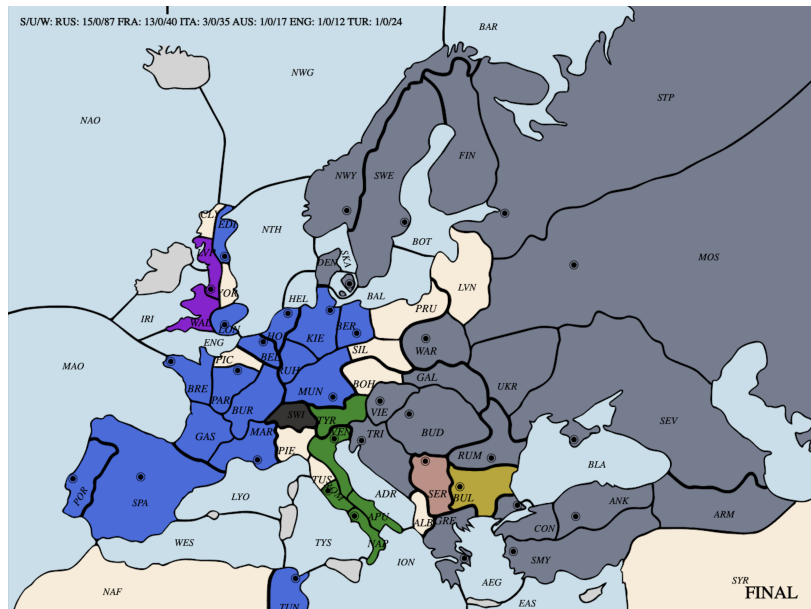 S/U/W: RUS: 15/0/87 FRA: 13/0/40 ITA: 3/0/35 AUS: 1/0/17 ENG: 1/0/12 TUR: 1/0/24
BAR
NWG
NAO
STP
FIN
NWY
SWE
CLY
EDI
NTH
BOT
LVP
SKA
DEN
MOS
YOR
LVN
HEL
BAL
IRI
WAL
LON
HO
KIE
BER
PRU
ENG
WAR
MAO
PIC
BEL
RUH
SIL
BOH
GAL
UKR
BRE
PAR
BUR
MUN
VIE
SWI
TYR
BUD
SEV
GAS
MAR
VEN
TRI
RUM
PIE
BLA
POR
SPA
LYO
TUS
ADR
SER
BUL
ANK
APU
ALB
GRE
CON
ARM
WES
TYS
NAP
ION
SMY
AEG
NAF
TUN
EAS
SYR
FINAL